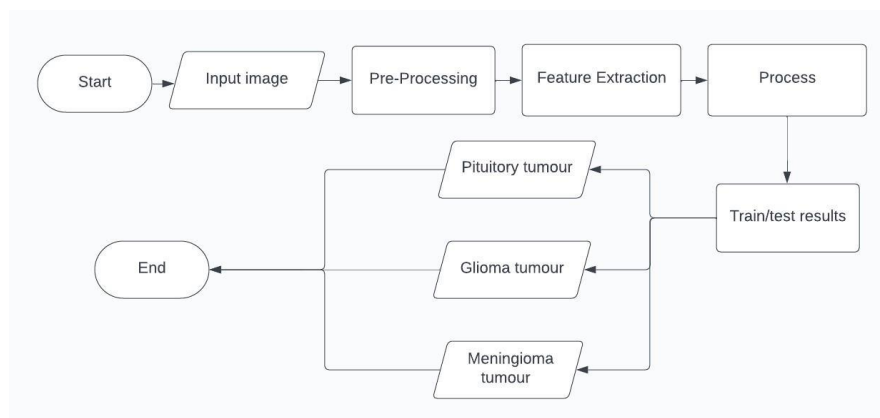 Start
Input image
Pre-Processing
Feature Extraction
Process
Pituitory tumour
Train/test results
End
Glioma tumour
Meningioma
tumour